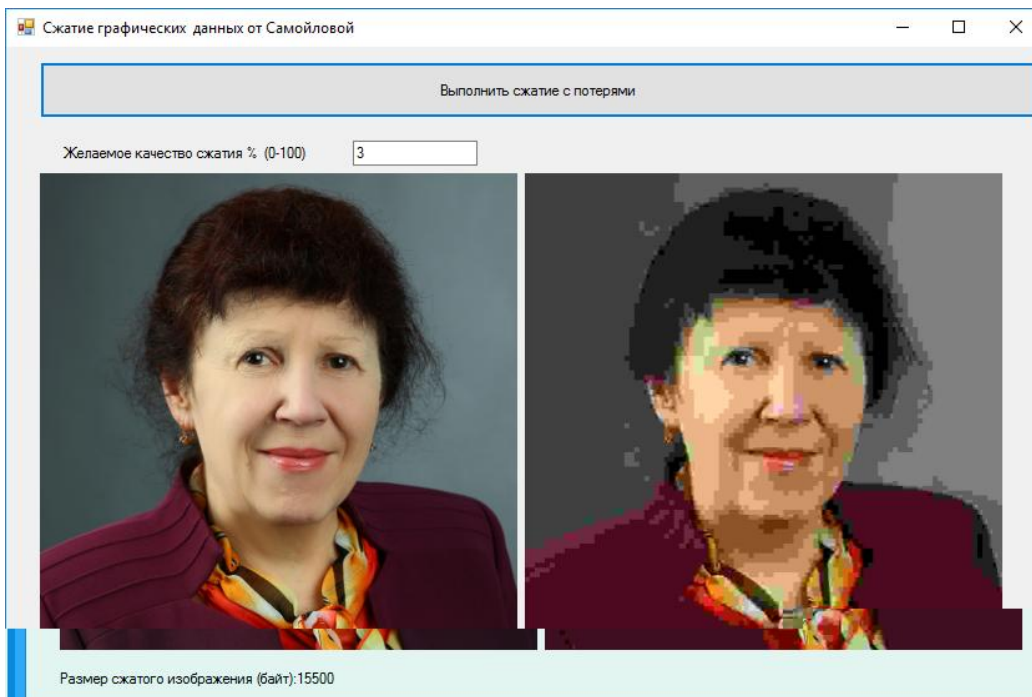 Сжатие графических данных от Самойловой
Выполнить сжатие с потерями
Желаемое качество сжатия % (0-100)
3
Размер сжатого изображения (байт):15500